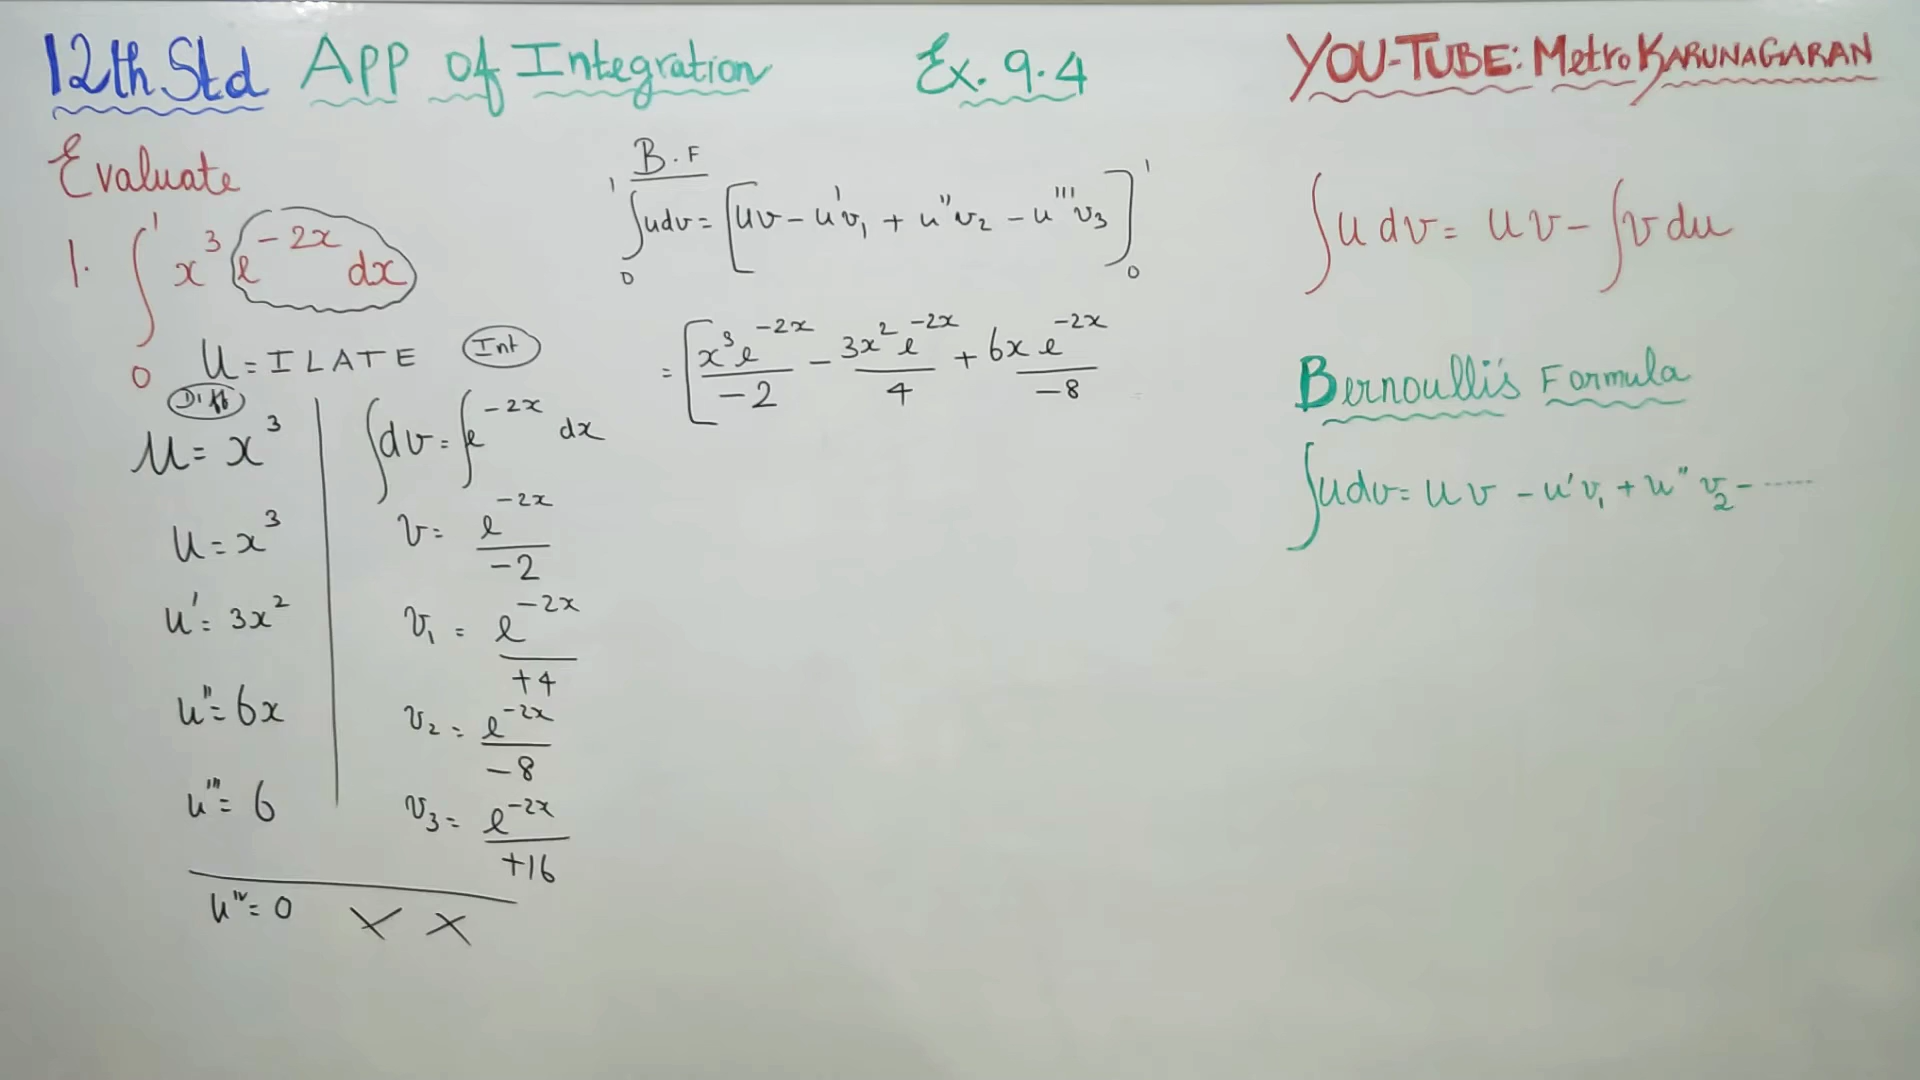 12th Std App of Integration Ex. 9.4 YOU-TUBE: Metro KARUNAGARAN
Evaluate
1. ∫₀¹ x³ e^(-2x) dx
U = ILATE Int
Diff
u = x³ ∫dv = ∫e^(-2x) dx
u = x³ v = e^(-2x)/-2
u' = 3x² v₁ = e^(-2x)/+4
u'' = 6x v₂ = e^(-2x)/-8
u''' = 6 v₃ = e^(-2x)/+16
u^iv = 0 X X
B.F
∫₀¹ udv = [uv - u'v₁ + u''v₂ - u'''v₃]₀¹
= [x³e^(-2x)/-2 - 3x²e^(-2x)/4 + 6x e^(-2x)/-8
∫u dv = uv - ∫v du
Bernoulli's Formula
∫udv = uv - u'v₁ + u''v₂ - ......